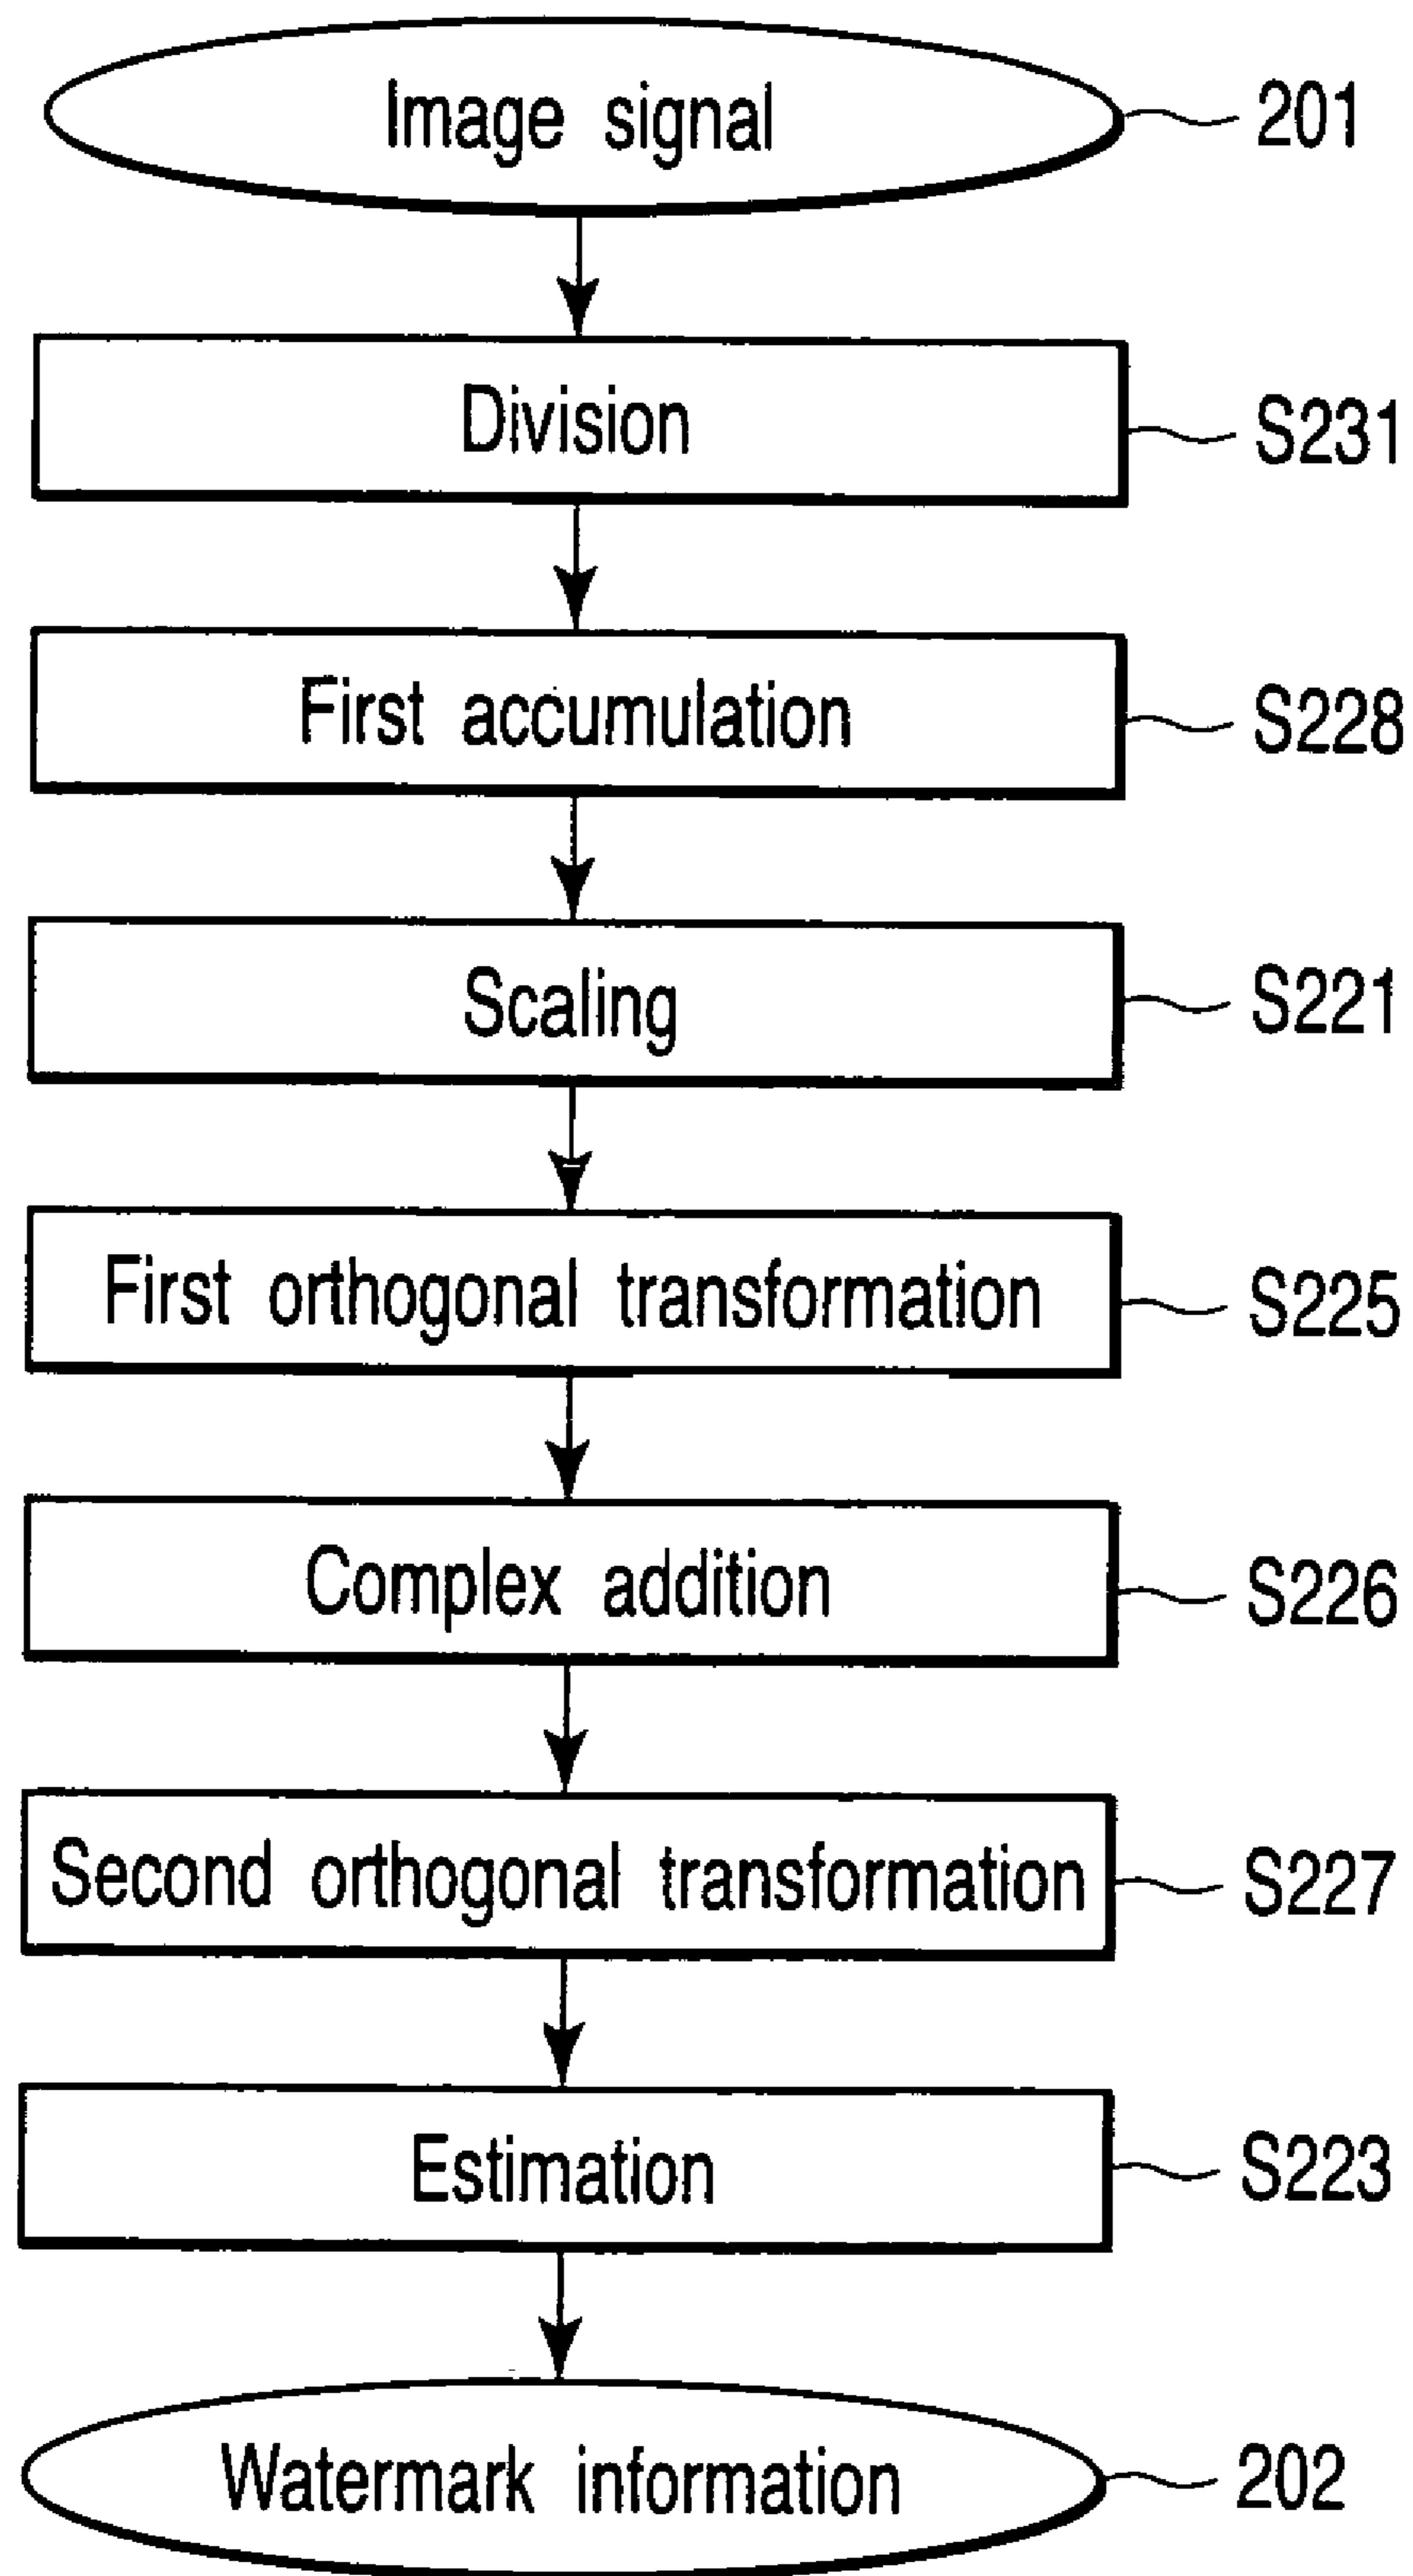 Image signal 201
Division S231
First accumulation S228
Scaling S221
First orthogonal transformation S225
Complex addition S226
Second orthogonal transformation S227
Estimation S223
Watermark information 202